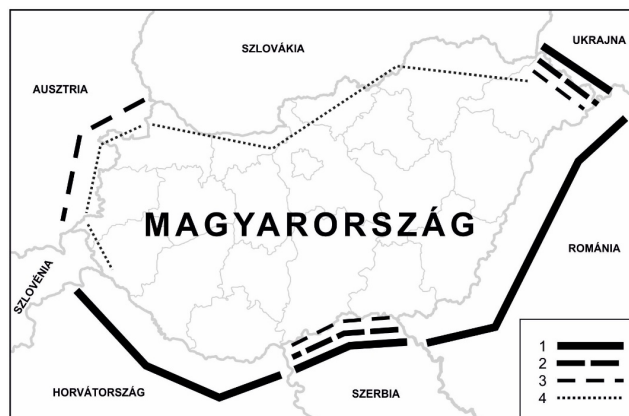 SZLOVÁKIA
UKRAJNA
AUSZTRIA
MAGYARORSZÁG
ROMÁNIA
SZLOVÉNIA
HORVÁTORSZÁG
SZERBIA
1
2
3
4